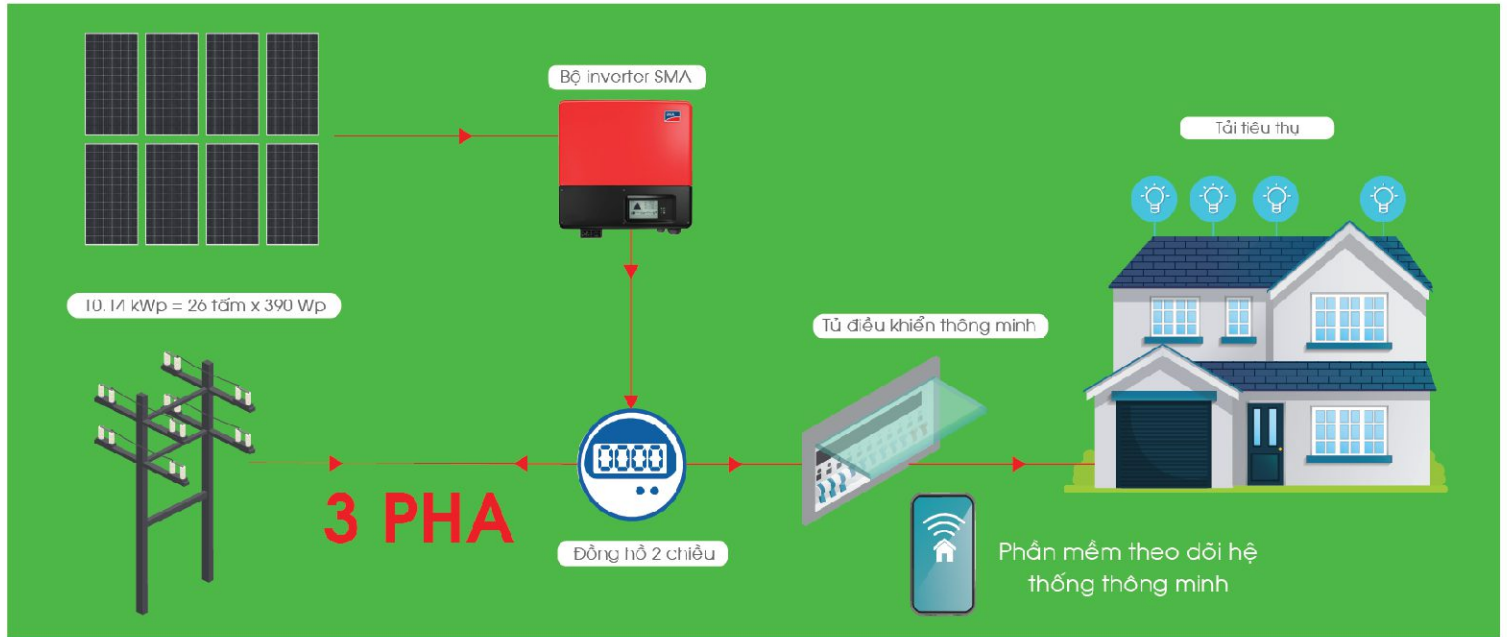 Bộ inverter SMA
Tải tiêu thụ
10.14 kWp = 26 tấm x 390 Wp
Tủ điều khiển thông minh
0000
3 PHA
Đồng hồ 2 chiều
Phần mềm theo dõi hệ
thống thông minh